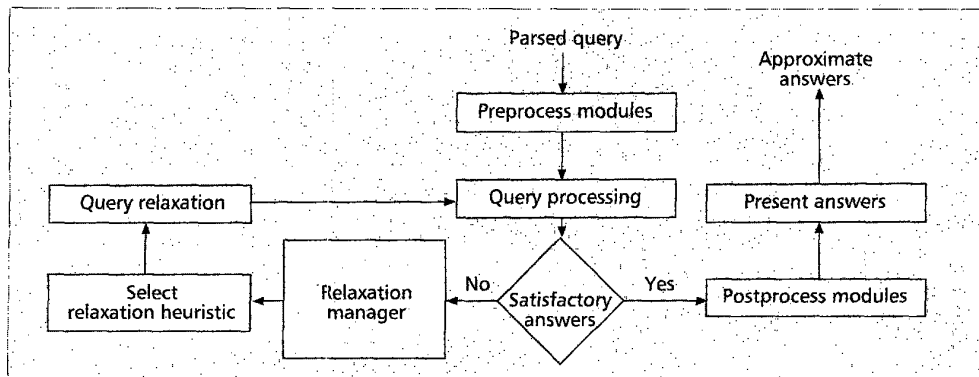 Parsed query
Approximate
answers
Preprocess modules
Query relaxation
Query processing
Present answers
Select
relaxation heuristic
Relaxation
manager
No
Satisfactory
answers
Yes
Postprocess modules